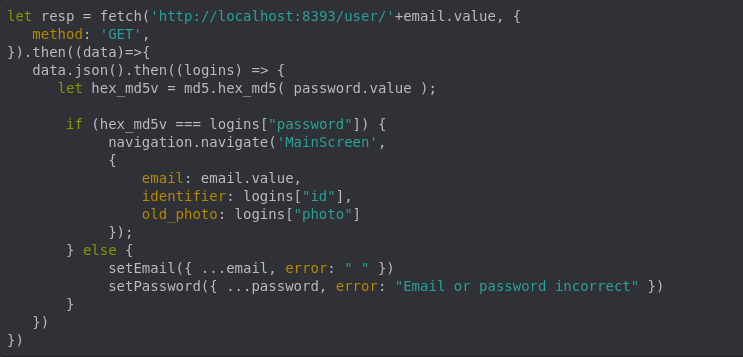 let resp = fetch('http://localhost:8393/user/'+email.value, {
   method: 'GET',
}).then((data)=>{
   data.json().then((logins) => {
      let hex_md5v = md5.hex_md5( password.value );

       if (hex_md5v === logins["password"]) {
            navigation.navigate('MainScreen',
            {
                email: email.value,
                identifier: logins["id"],
                old_photo: logins["photo"]
            });
       } else {
            setEmail({ ...email, error: " " })
            setPassword({ ...password, error: "Email or password incorrect" })
       }
   })
})